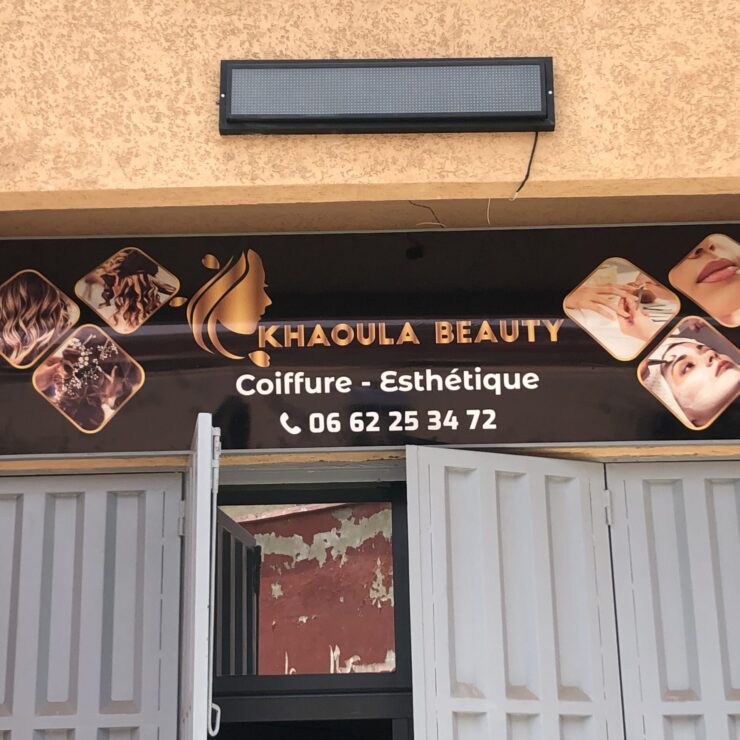 KHAOULA BEAUTY
Coiffure - Esthétique
06 62 25 34 72